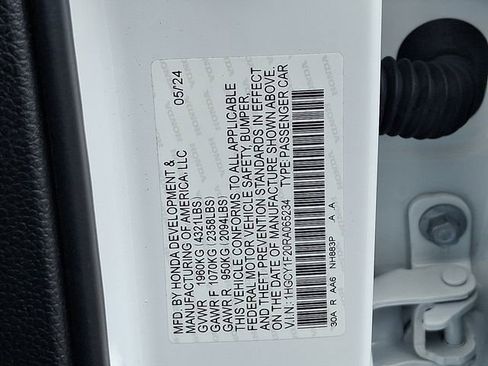 MFD. BY HONDA DEVELOPMENT & 05/24
MANUFACTURING OF AMERICA, LLC
GVWR 1960KG (4321LBS)
GAWR F 1070KG (2358LBS)
GAWR R 950KG (2094LBS)
THIS VEHICLE CONFORMS TO ALL APPLICABLE
FEDERAL MOTOR VEHICLE SAFETY, BUMPER,
AND THEFT PREVENTION STANDARDS IN EFFECT
ON THE DATE OF MANUFACTURE SHOWN ABOVE.
V.I.N.: 1HGCY1F20RA065234 TYPE: PASSENGER CAR
30A R AA6 NH883P A .A